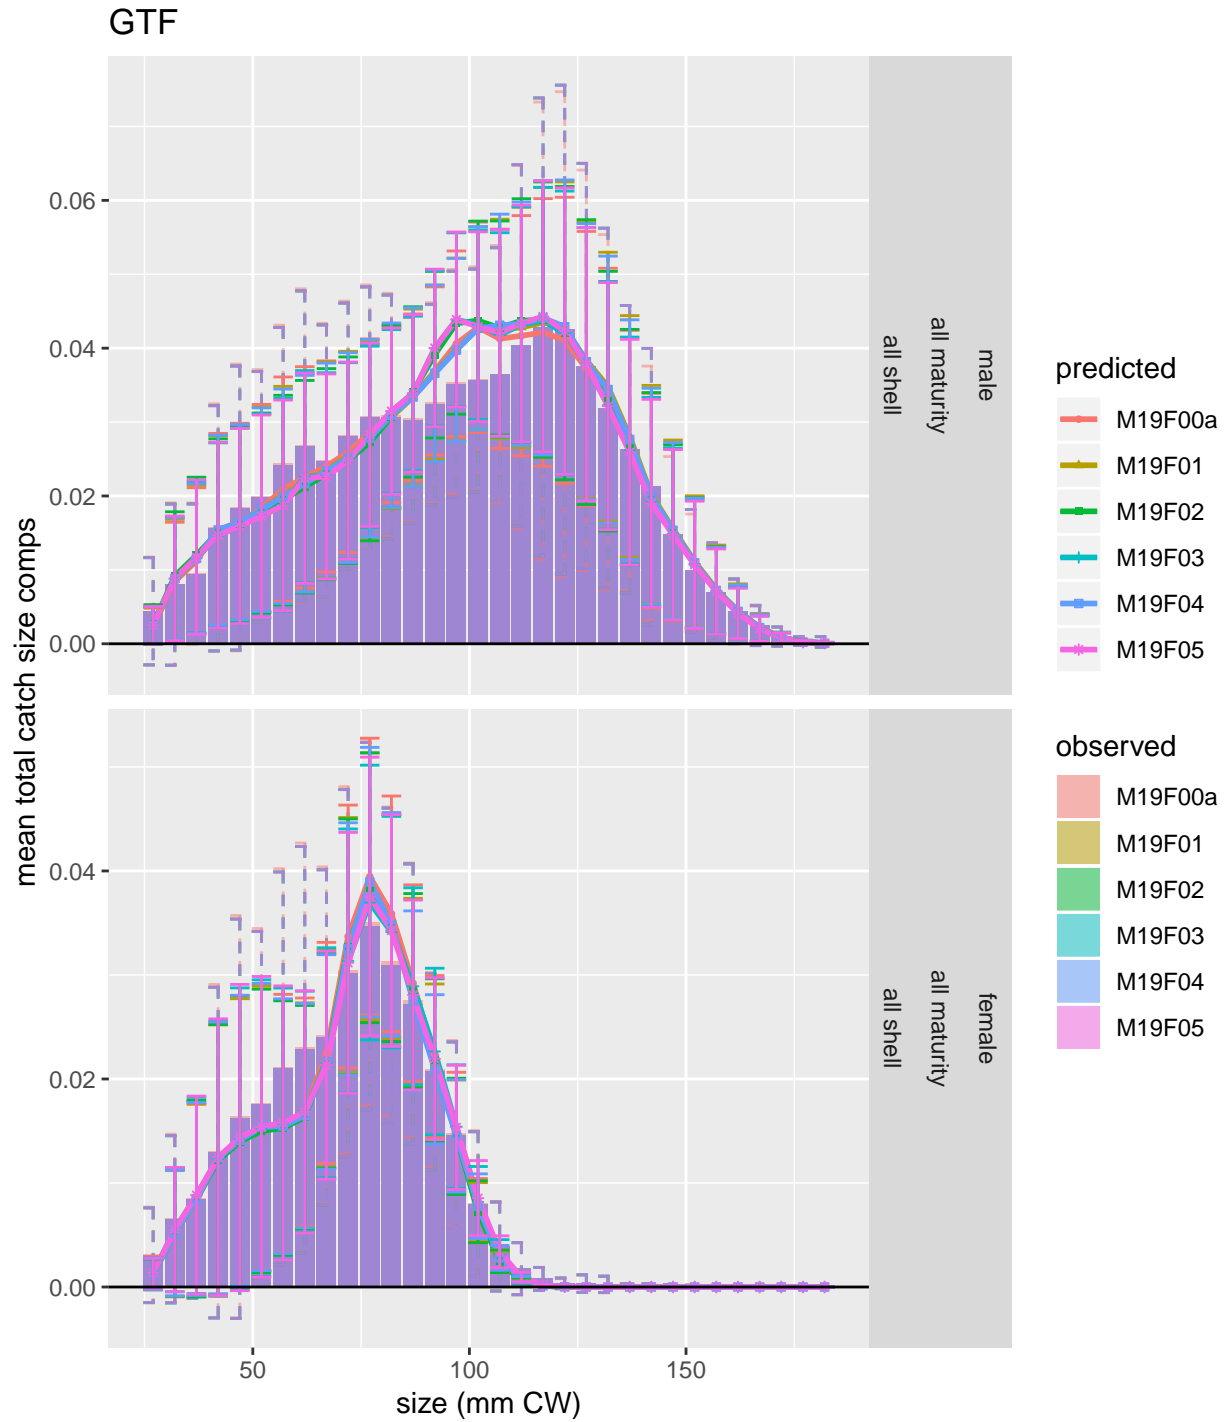 GTF
0.06
0.04
0.02
0.00
male
all maturity
all shell
0.04
0.02
0.00
female
all maturity
all shell
50
100
150
size (mm CW)
mean total catch size comps
predicted
M19F00a
M19F01
M19F02
M19F03
M19F04
M19F05
observed
M19F00a
M19F01
M19F02
M19F03
M19F04
M19F05